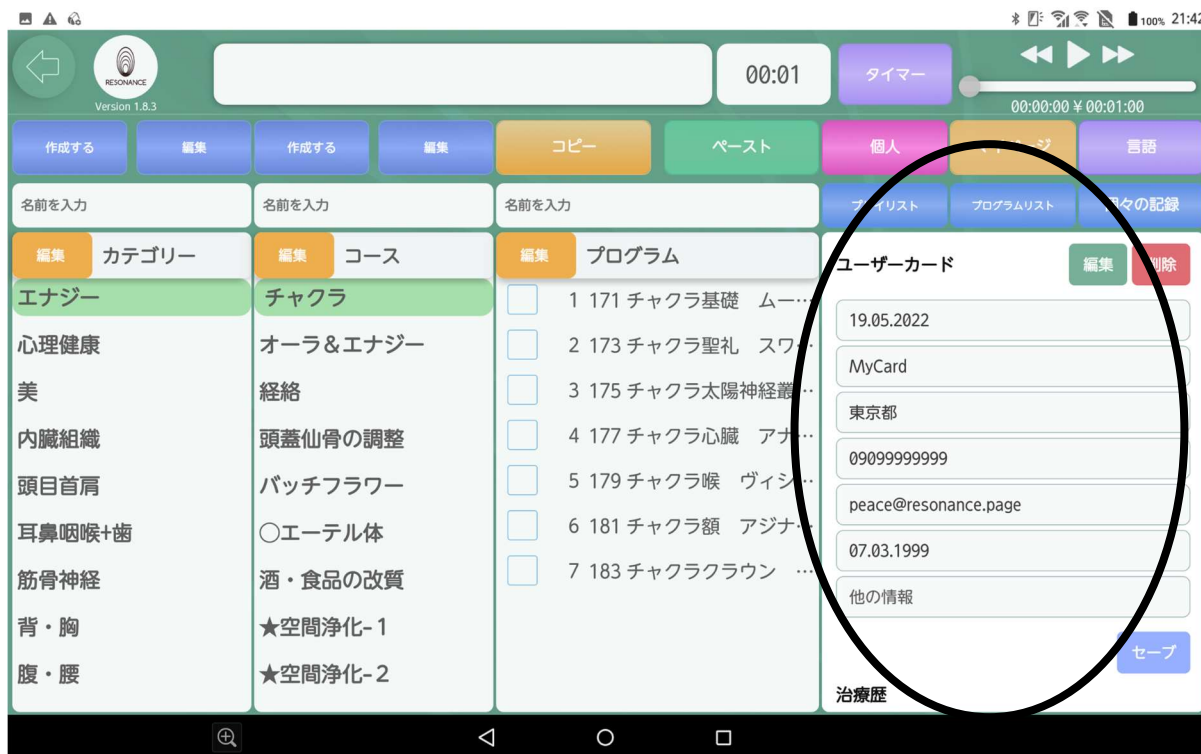 100% 21:42
RESONANCE
Version 1.8.3
00:01
タイマー
00:00:00 ¥ 00:01:00
作成する 編集 作成する 編集 コピー ペースト 個人 言語
名前を入力 名前を入力 名前を入力 プログラムリスト
編集 カテゴリー 編集 コース 編集 プログラム ユーザーカード 編集 削除
エナジー チャクラ 1 171 チャクラ基礎 ムー… 19.05.2022
心理健康 オーラ&エナジー 2 173 チャクラ聖礼 スワ… MyCard
美 経絡 3 175 チャクラ太陽神経叢… 東京都
内臓組織 頭蓋仙骨の調整 4 177 チャクラ心臓 アナ… 09099999999
頭目首肩 バッチフラワー 5 179 チャクラ喉 ヴィシ… peace@resonance.page
耳鼻咽喉+歯 〇エーテル体 6 181 チャクラ額 アジナ… 07.03.1999
筋骨神経 酒・食品の改質 7 183 チャクラクラウン … 他の情報
背・胸 ★空間浄化-1
セーブ
腹・腰 ★空間浄化-2 治療歴